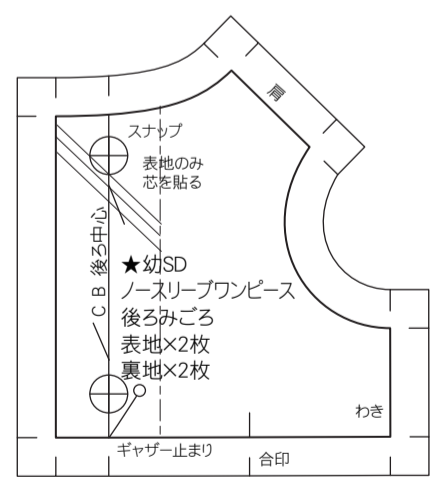 肩
スナップ
表地のみ
芯を貼る
CB 後ろ中心
★幼SD
ノースリーブワンピース
後ろみごろ
表地×2枚
裏地×2枚
わき
ギャザー止まり
合印